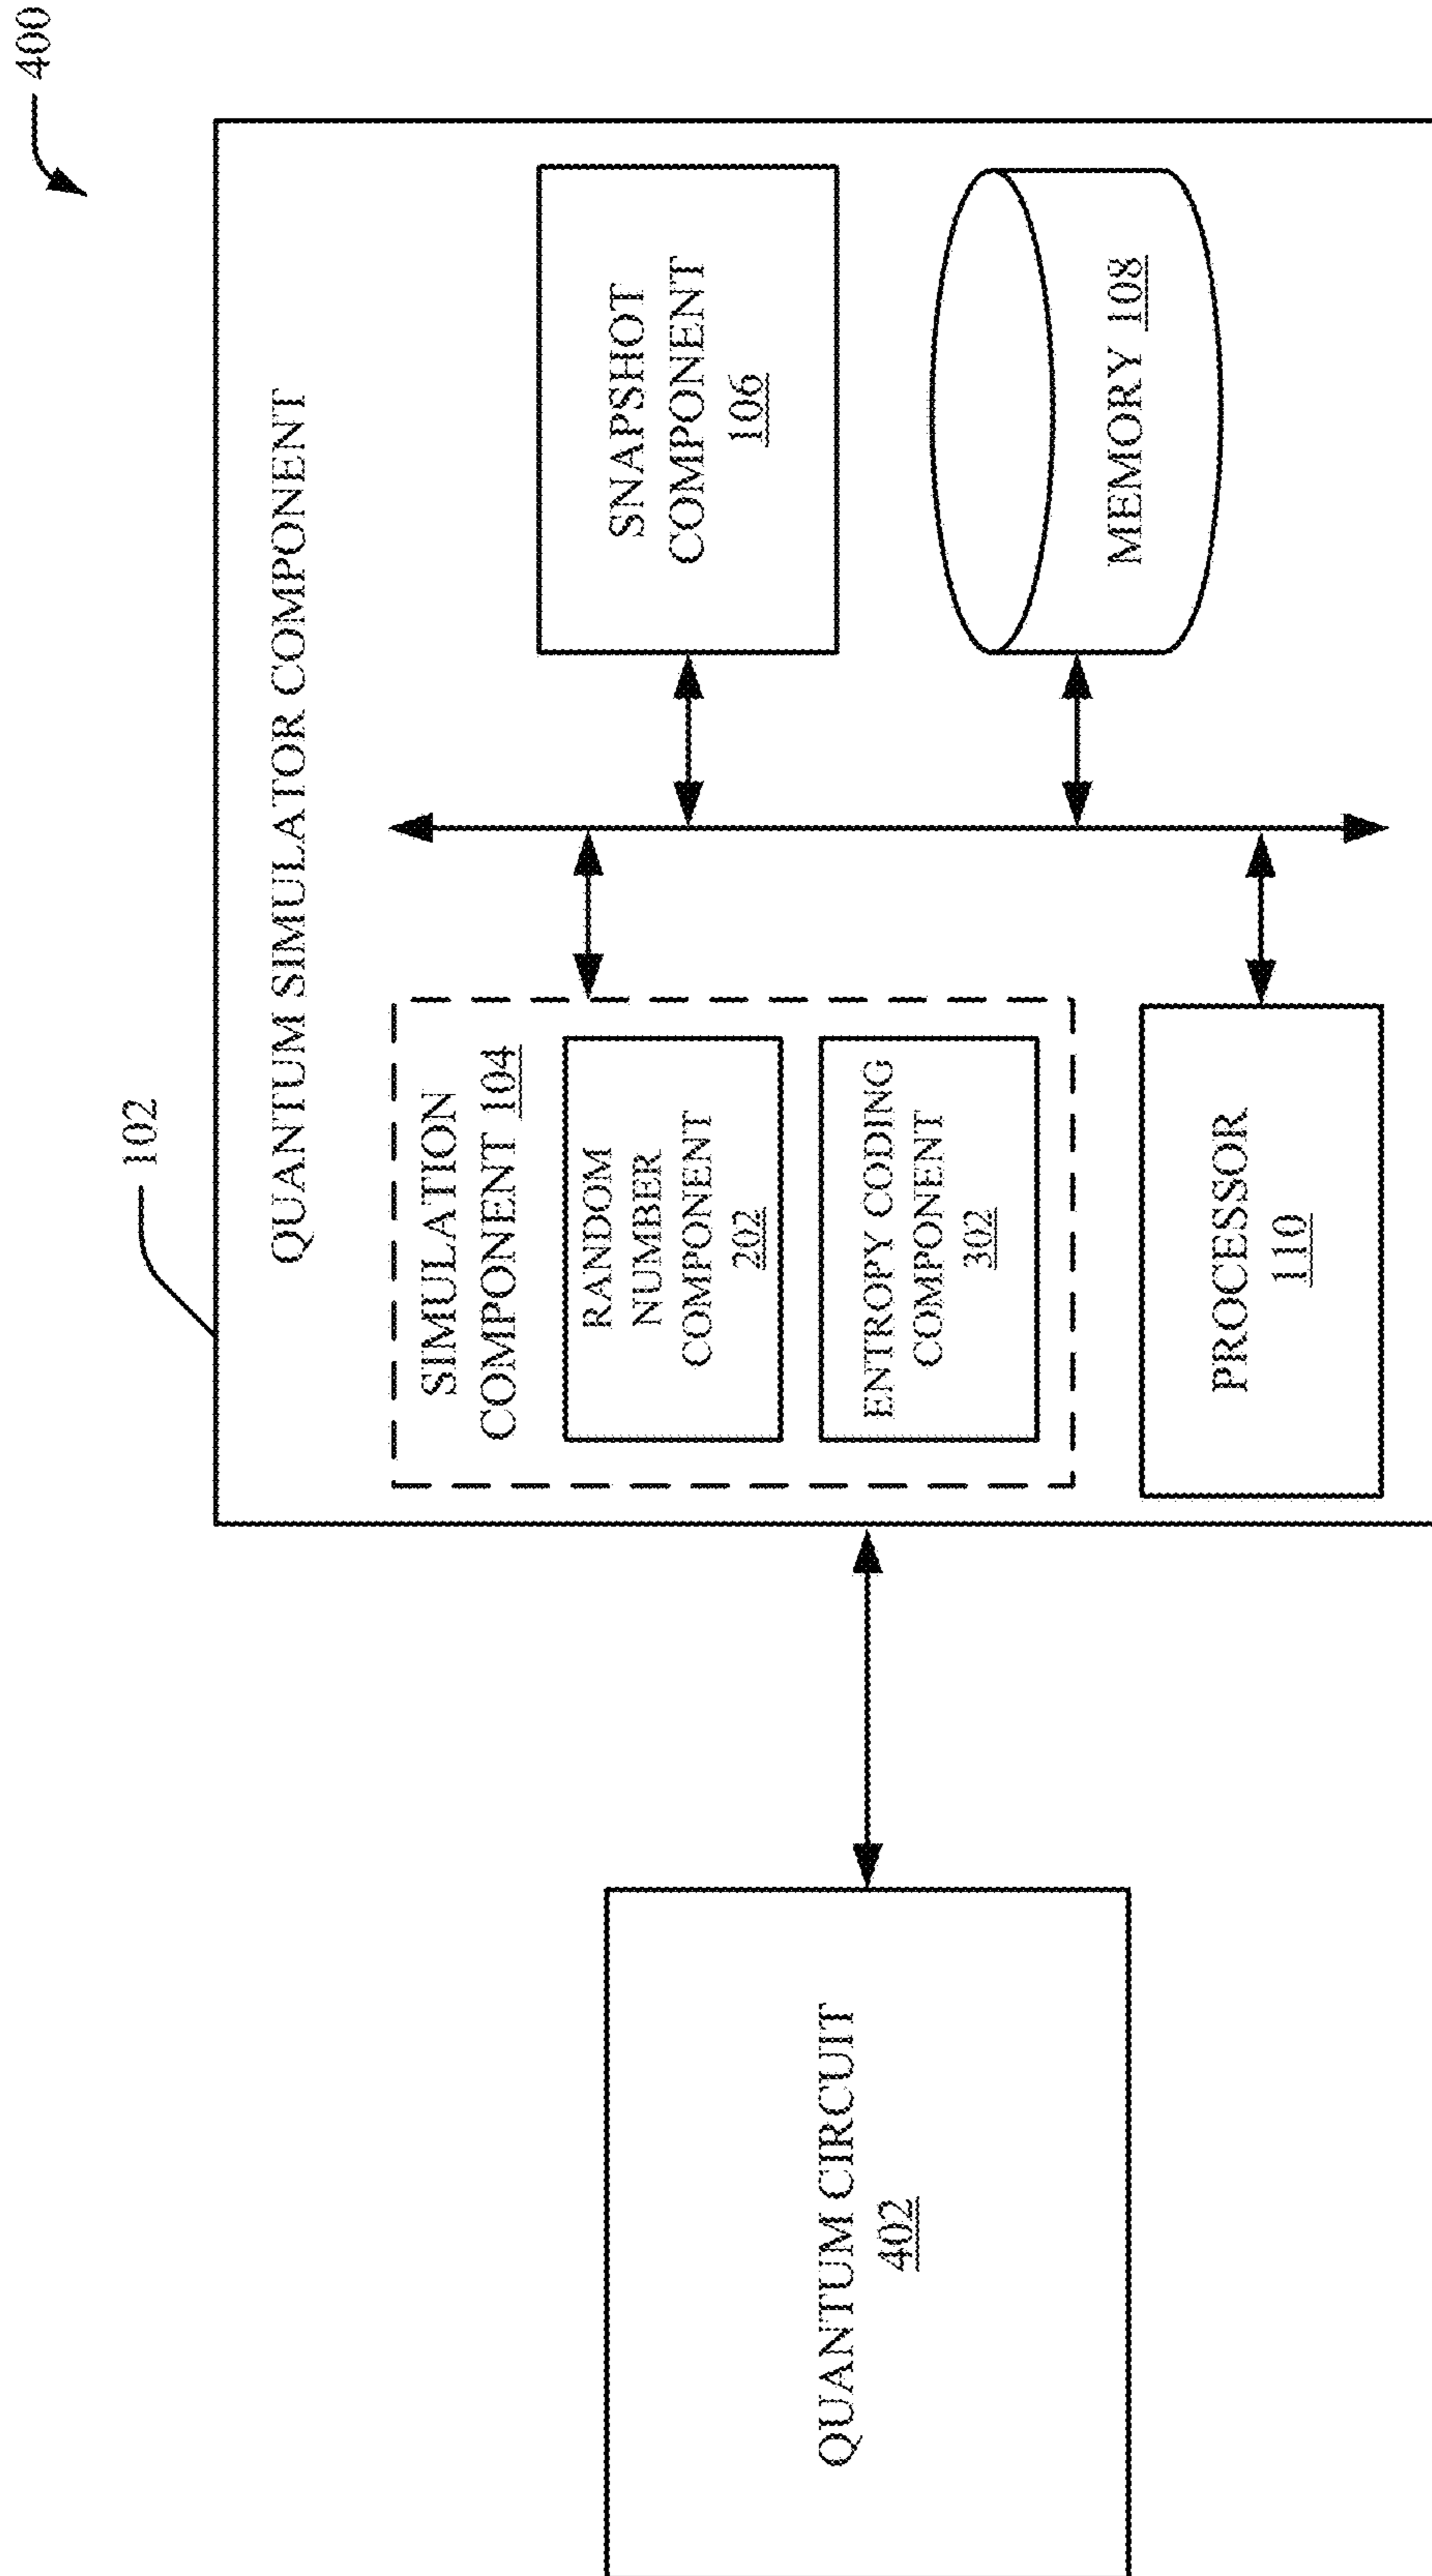 400
102
QUANTUM SIMULATOR COMPONENT
SIMULATION
COMPONENT 104
RANDOM
NUMBER
COMPONENT
202
ENTROPY CODING
COMPONENT
302
PROCESSOR
110
SNAPSHOT
COMPONENT
106
MEMORY 108
QUANTUM CIRCUIT
402